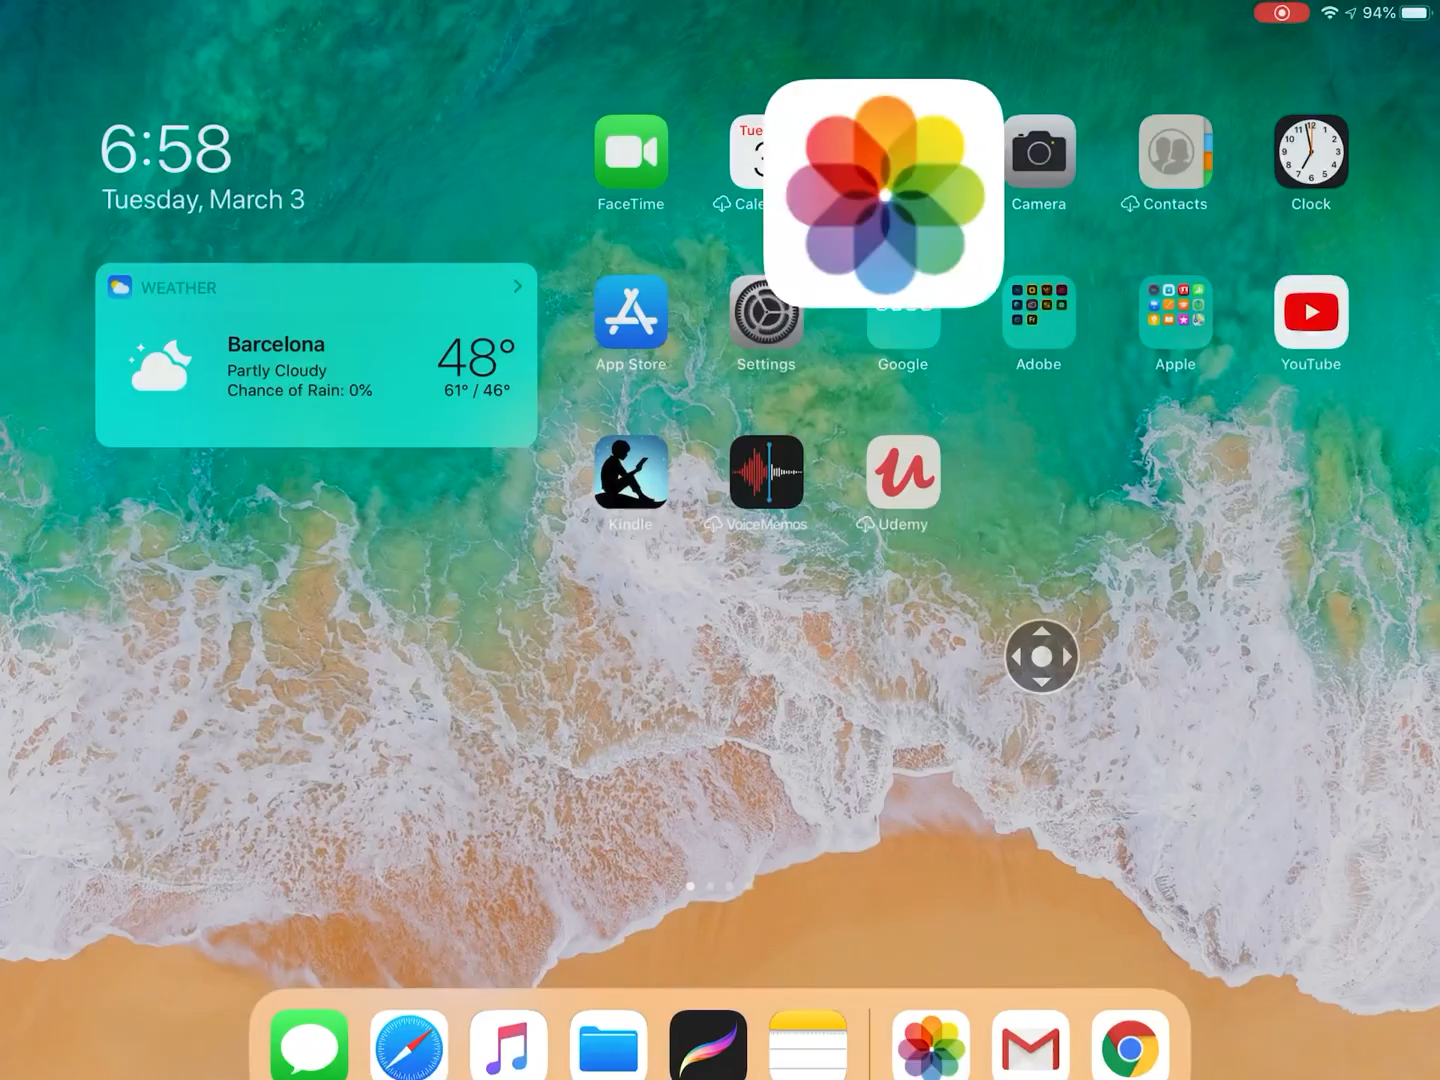 94%
6:58
Tuesday, March 3
WEATHER
Barcelona
Partly Cloudy
Chance of Rain: 0%
48°
61° / 46°
Tue
FaceTime
Camera
Contacts
Clock
App Store
Settings
Google
Adobe
Apple
YouTube
Kindle
VoiceMemos
Udemy